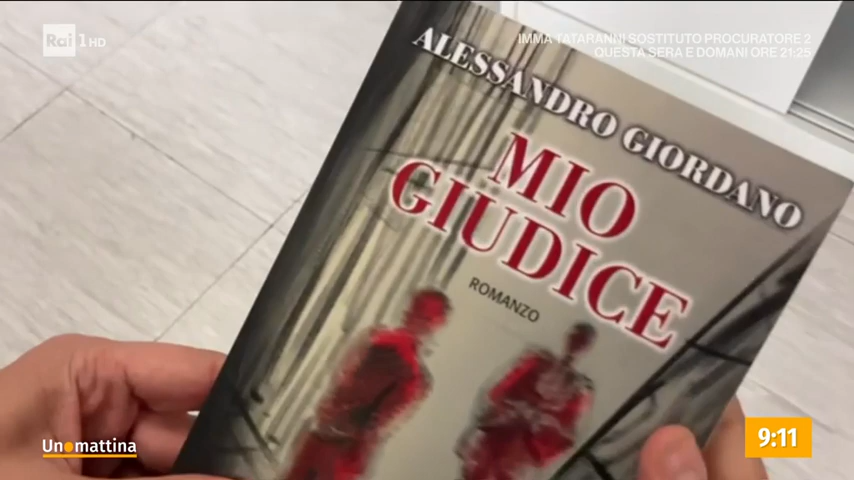 Rai 1 HD
IMMA TATARANNI SOSTITUTO PROCURATORE 2
QUESTA SERA E DOMANI ORE 21:25
ALESSANDRO GIORDANO
MIO
GIUDICE
ROMANZO
Unomattina
9:11